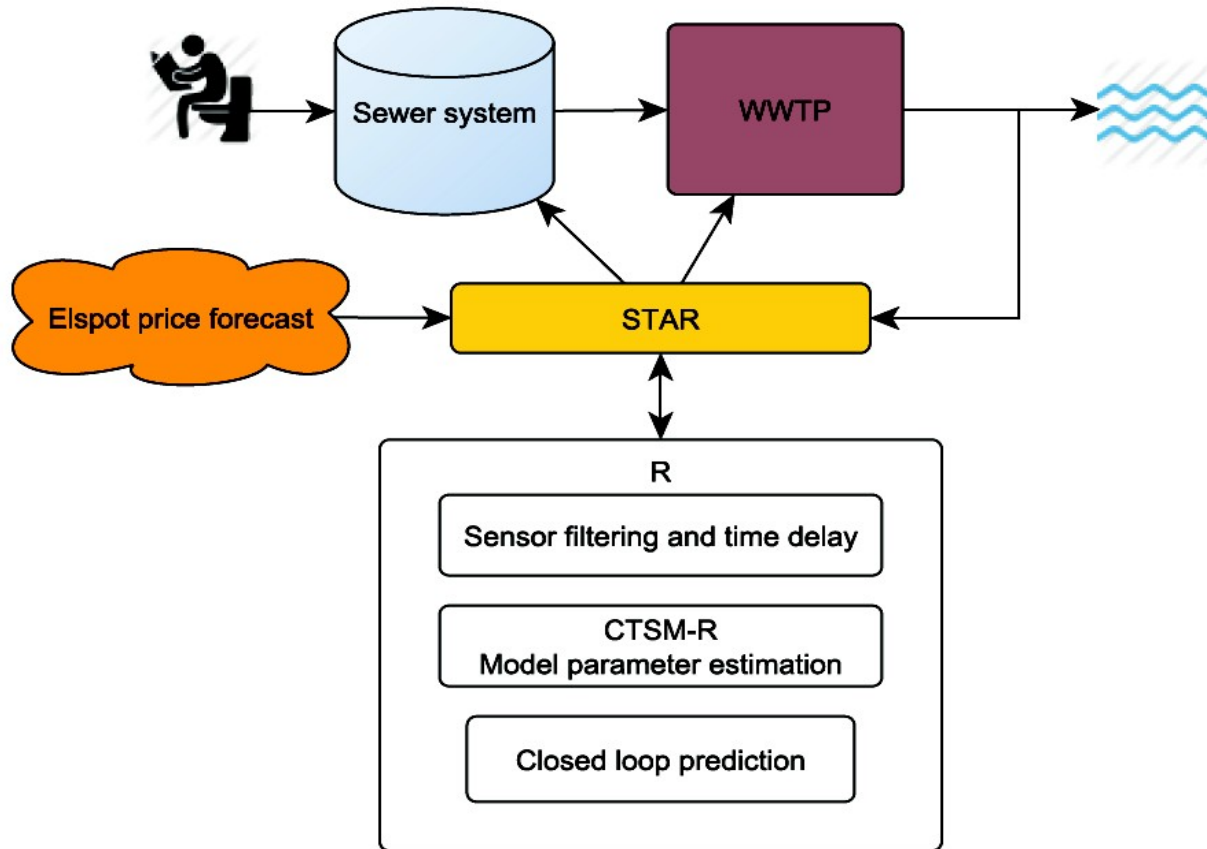 Sewer system
WWTP
Elspot price forecast
STAR
R
Sensor filtering and time delay
CTSM-R
Model parameter estimation
Closed loop prediction